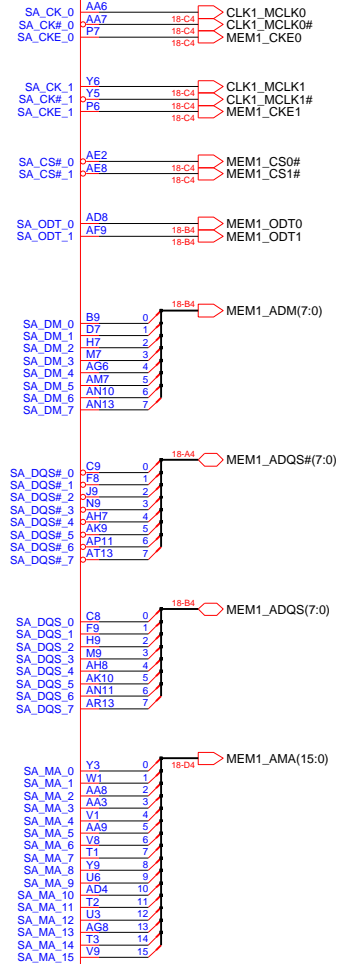 SA_CK_0 AA6 CLK1_MCLK0
SA_CK#_0 AA7 18-C4 CLK1_MCLK0#
SA_CKE_0 P7 18-C4 MEM1_CKE0
18-C4
SA_CK_1 Y6 CLK1_MCLK1
SA_CK#_1 Y5 18-C4 CLK1_MCLK1#
SA_CKE_1 P6 18-C4 MEM1_CKE1
18-C4
SA_CS#_0 AE2 MEM1_CS0#
SA_CS#_1 AE8 18-C4 MEM1_CS1#
18-C4
SA_ODT_0 AD8 MEM1_ODT0
SA_ODT_1 AF9 18-B4 MEM1_ODT1
18-B4
18-B4 MEM1_ADM(7:0)
SA_DM_0 B9 0
SA_DM_1 D7 1
SA_DM_2 H7 2
SA_DM_3 M7 3
SA_DM_4 AG6 4
SA_DM_5 AM7 5
SA_DM_6 AN10 6
SA_DM_7 AN13 7
18-A4 MEM1_ADQS#(7:0)
SA_DQS#_0 C9 0
SA_DQS#_1 F8 1
SA_DQS#_2 J9 2
SA_DQS#_3 N9 3
SA_DQS#_4 AH7 4
SA_DQS#_5 AK9 5
SA_DQS#_6 AP11 6
SA_DQS#_7 AT13 7
18-B4 MEM1_ADQS(7:0)
SA_DQS_0 C8 0
SA_DQS_1 F9 1
SA_DQS_2 H9 2
SA_DQS_3 M9 3
SA_DQS_4 AH8 4
SA_DQS_5 AK10 5
SA_DQS_6 AN11 6
SA_DQS_7 AR13 7
MEM1_AMA(15:0)
18-D4
SA_MA_0 Y3 0
SA_MA_1 W1 1
SA_MA_2 AA8 2
SA_MA_3 AA3 3
SA_MA_4 V1 4
SA_MA_5 AA9 5
SA_MA_6 V8 6
SA_MA_7 T1 7
SA_MA_8 Y9 8
SA_MA_9 U6 9
SA_MA_10 AD4 10
SA_MA_11 T2 11
SA_MA_12 U3 12
SA_MA_13 AG8 13
SA_MA_14 T3 14
SA_MA_15 V9 15